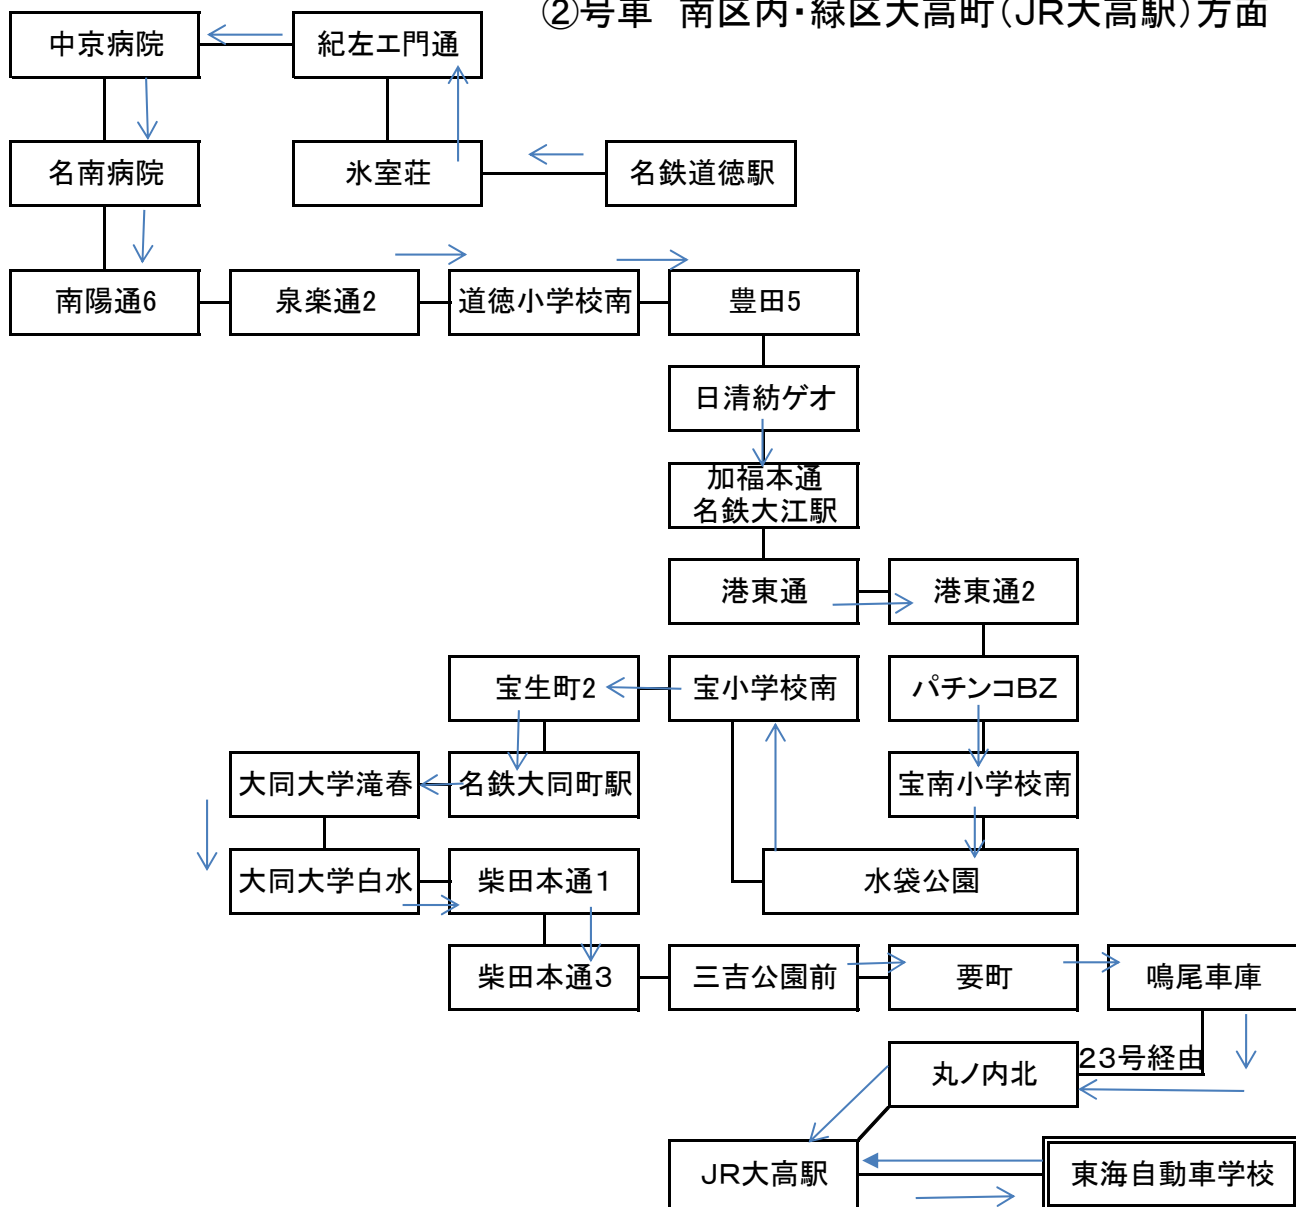 ②号車 南区内・緑区大高町(JR大高駅)方面
中京病院
紀左エ門通
名南病院
氷室荘
名鉄道徳駅
南陽通6
泉楽通2
道徳小学校南
豊田5
日清紡ゲオ
加福本通
名鉄大江駅
港東通
港東通2
宝生町2
宝小学校南
パチンコBZ
大同大学滝春
名鉄大同町駅
宝南小学校南
大同大学白水
柴田本通1
水袋公園
柴田本通3
三吉公園前
要町
鳴尾車庫
丸ノ内北
23号経由
JR大高駅
東海自動車学校